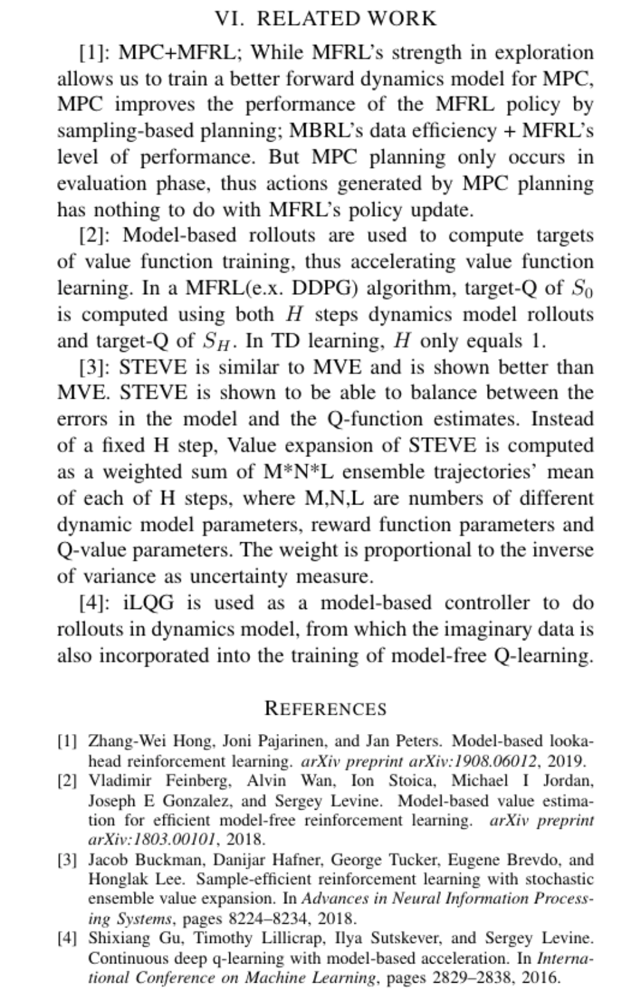 VI. RELATED WORK
[1]: MPC+MFRL; While MFRL's strength in exploration
allows us to train a better forward dynamics model for MPC,
MPC improves the performance of the MFRL policy by
sampling-based planning; MBRL's data efficiency + MFRL's
level of performance. But MPC planning only occurs in
evaluation phase, thus actions generated by MPC planning
has nothing to do with MFRL's policy update.
[2]: Model-based rollouts are used to compute targets
of value function training, thus accelerating value function
learning. In a MFRL(e.x. DDPG) algorithm, target-Q of S₀
is computed using both H steps dynamics model rollouts
and target-Q of S_H. In TD learning, H only equals 1.
[3]: STEVE is similar to MVE and is shown better than
MVE. STEVE is shown to be able to balance between the
errors in the model and the Q-function estimates. Instead
of a fixed H step, Value expansion of STEVE is computed
as a weighted sum of M*N*L ensemble trajectories' mean
of each of H steps, where M,N,L are numbers of different
dynamic model parameters, reward function parameters and
Q-value parameters. The weight is proportional to the inverse
of variance as uncertainty measure.
[4]: iLQG is used as a model-based controller to do
rollouts in dynamics model, from which the imaginary data is
also incorporated into the training of model-free Q-learning.
REFERENCES
[1] Zhang-Wei Hong, Joni Pajarinen, and Jan Peters. Model-based looka-
head reinforcement learning. arXiv preprint arXiv:1908.06012, 2019.
[2] Vladimir Feinberg, Alvin Wan, Ion Stoica, Michael I Jordan,
Joseph E Gonzalez, and Sergey Levine. Model-based value estima-
tion for efficient model-free reinforcement learning. arXiv preprint
arXiv:1803.00101, 2018.
[3] Jacob Buckman, Danijar Hafner, George Tucker, Eugene Brevdo, and
Honglak Lee. Sample-efficient reinforcement learning with stochastic
ensemble value expansion. In Advances in Neural Information Process-
ing Systems, pages 8224–8234, 2018.
[4] Shixiang Gu, Timothy Lillicrap, Ilya Sutskever, and Sergey Levine.
Continuous deep q-learning with model-based acceleration. In Interna-
tional Conference on Machine Learning, pages 2829–2838, 2016.